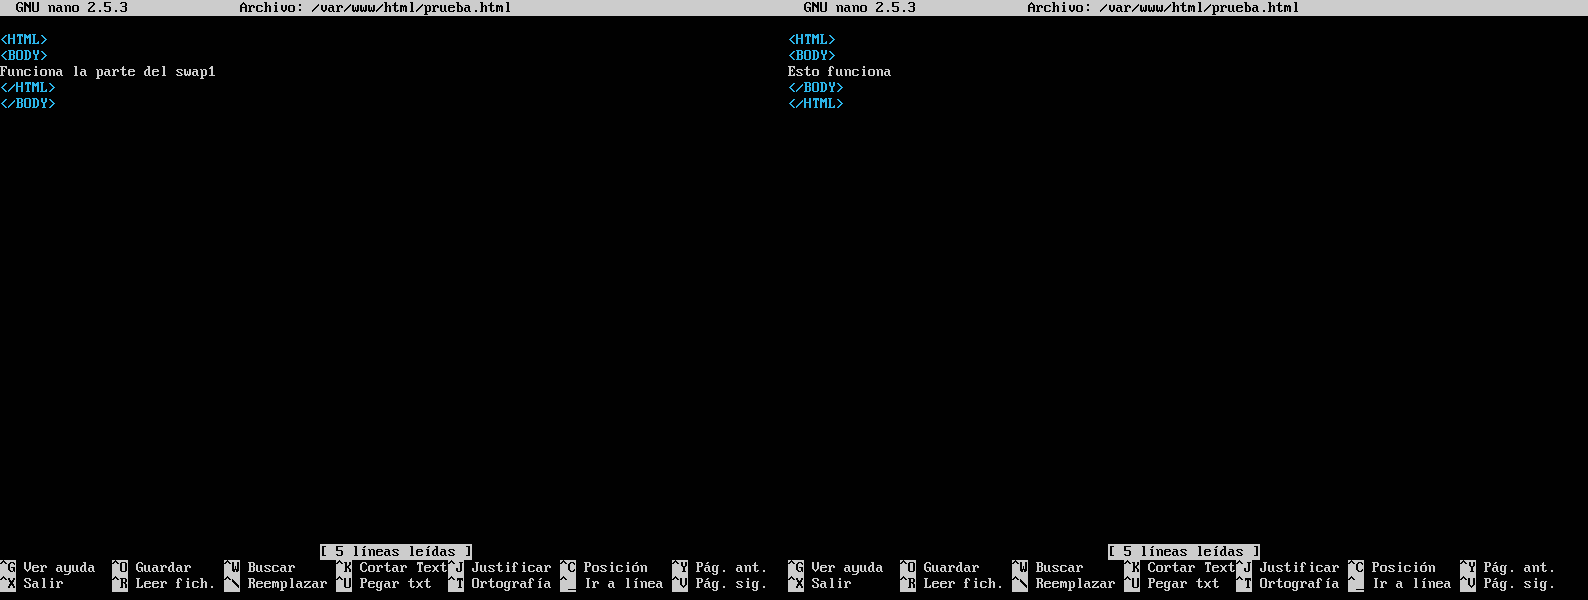 GNU nano 2.5.3 Archivo: /var/www/html/prueba.html
<HTML>
<BODY>
Funciona la parte del swap1
</HTML>
</BODY>
[ 5 líneas leídas ]
^G Ver ayuda ^O Guardar ^W Buscar ^K Cortar Text ^J Justificar ^C Posición ^Y Pág. ant.
^X Salir ^R Leer fich. ^\ Reemplazar ^U Pegar txt ^T Ortografía ^_ Ir a línea ^V Pág. sig.
GNU nano 2.5.3 Archivo: /var/www/html/prueba.html
<HTML>
<BODY>
Esto funciona
</BODY>
</HTML>
[ 5 líneas leídas ]
^G Ver ayuda ^O Guardar ^W Buscar ^K Cortar Text ^J Justificar ^C Posición ^Y Pág. ant.
^X Salir ^R Leer fich. ^\ Reemplazar ^U Pegar txt ^T Ortografía ^_ Ir a línea ^V Pág. sig.